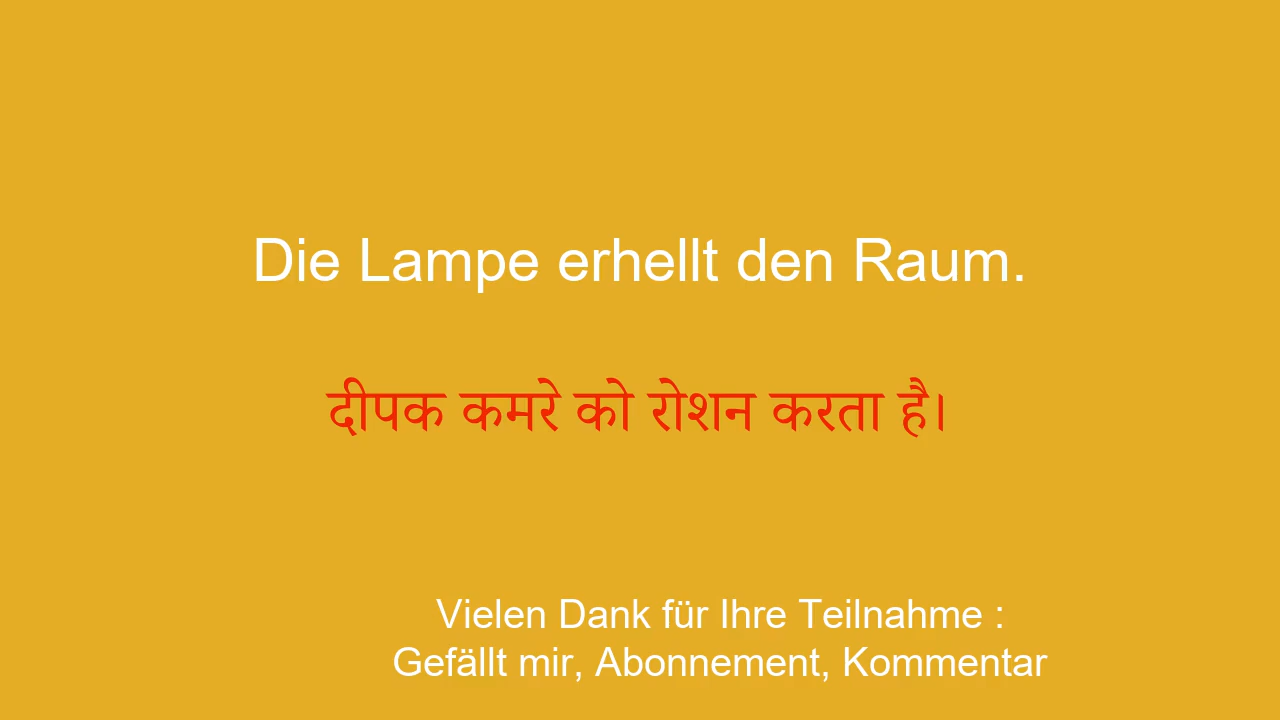 Die Lampe erhellt den Raum.
दीपक कमरे को रोशन करता है।
Vielen Dank für Ihre Teilnahme :
Gefällt mir, Abonnement, Kommentar